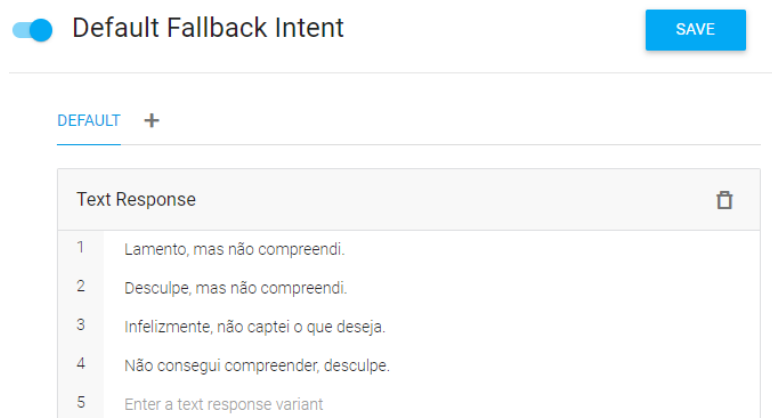 Default Fallback Intent
SAVE
DEFAULT +
Text Response
1 Lamento, mas não compreendi.
2 Desculpe, mas não compreendi.
3 Infelizmente, não captei o que deseja.
4 Não consegui compreender, desculpe.
5 Enter a text response variant